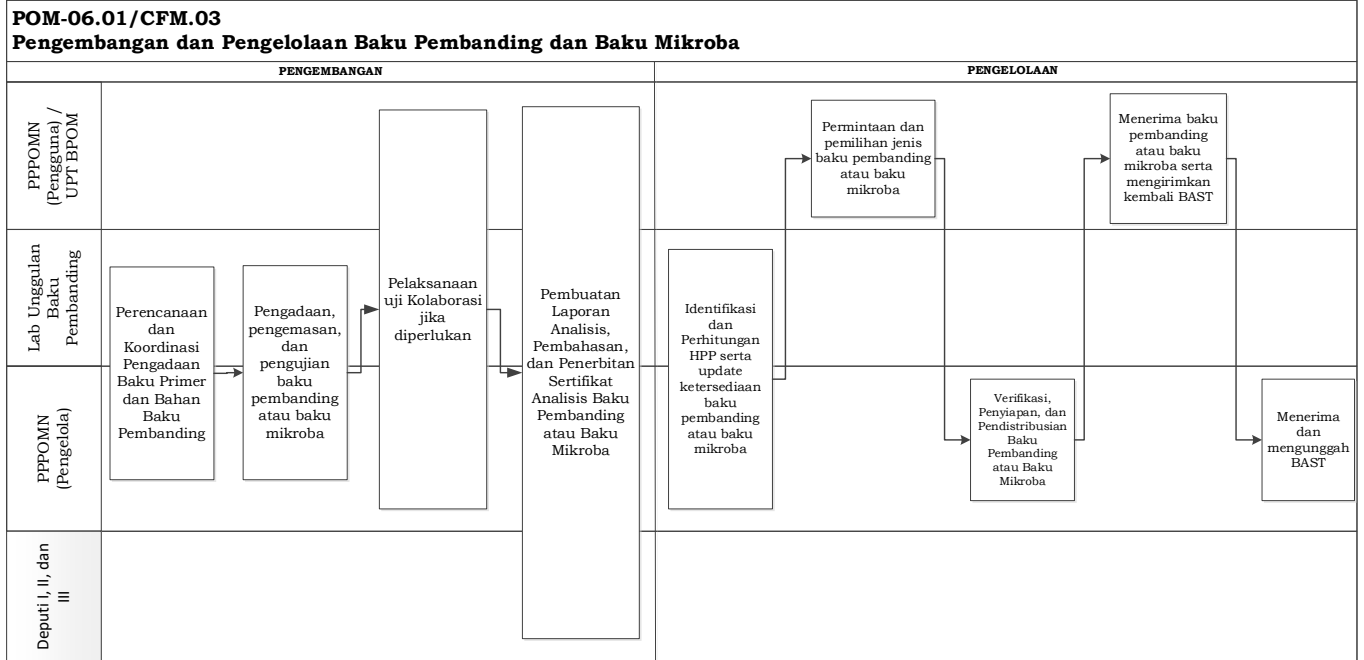 POM-06.01/CFM.03
Pengembangan dan Pengelolaan Baku Pembanding dan Baku Mikroba
PENGEMBANGAN
PENGELOLAAN
PPPOMN
(Pengguna) /
UPT BPOM
Lab Unggulan
Baku
Pembanding
PPPOMN
(Pengelola)
Deputi I, II, dan
III
Perencanaan
dan
Koordinasi
Pengadaan
Baku Primer
dan Bahan
Baku
Pembanding
Pengadaan,
pengemasan,
dan
pengujian
baku
pembanding
atau baku
mikroba
Pelaksanaan
uji Kolaborasi
jika
diperlukan
Pembuatan
Laporan
Analisis,
Pembahasan,
dan Penerbitan
Sertifikat
Analisis Baku
Pembanding
atau Baku
Mikroba
Identifikasi
dan
Perhitungan
HPP serta
update
ketersediaan
baku
pembanding
atau baku
mikroba
Permintaan dan
pemilihan jenis
baku pembanding
atau baku
mikroba
Verifikasi,
Penyiapan, dan
Pendistribusian
Baku
Pembanding
atau Baku
Mikroba
Menerima baku
pembanding
atau baku
mikroba serta
mengirimkan
kembali BAST
Menerima
dan
mengunggah
BAST